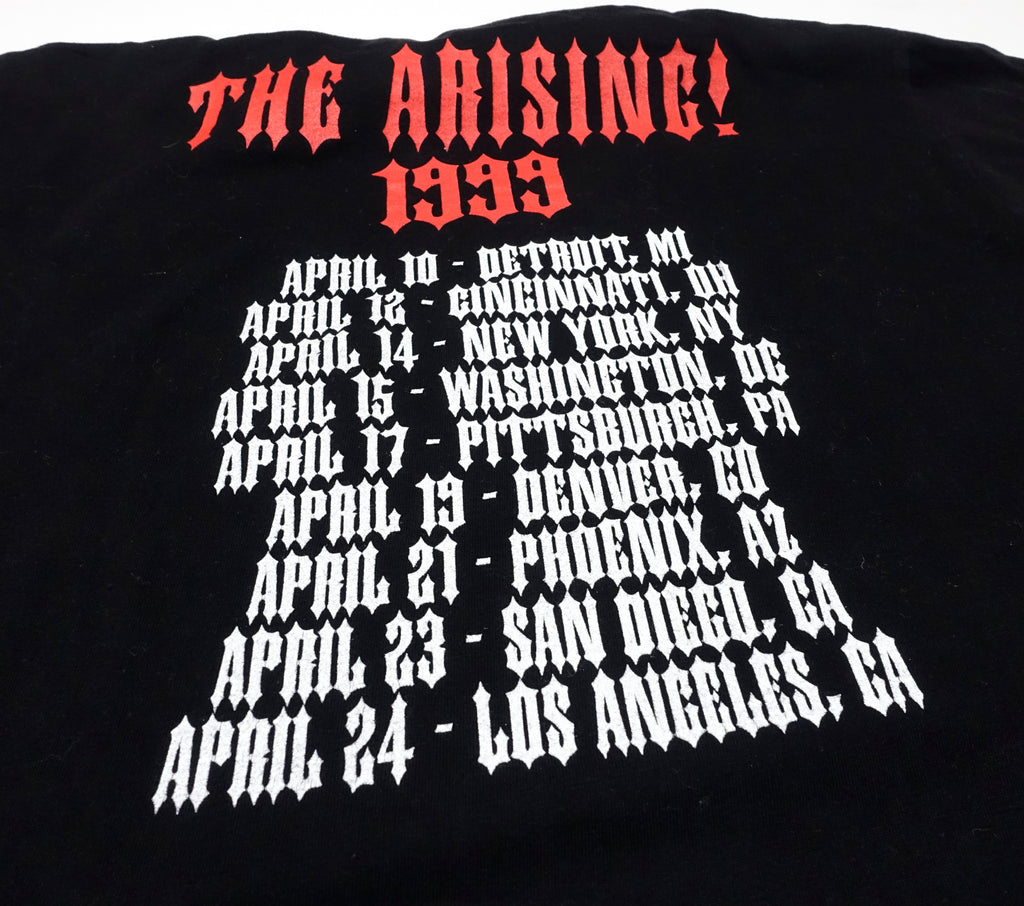 THE ARISING!
1999
APRIL 10 - DETROIT, MI
APRIL 12 - CINCINNATI, OH
APRIL 14 - NEW YORK, NY
APRIL 15 - WASHINGTON, DC
APRIL 17 - PITTSBURGH, PA
APRIL 19 - DENVER, CO
APRIL 21 - PHOENIX, AZ
APRIL 23 - SAN DIEGO, CA
APRIL 24 - LOS ANGELES, CA